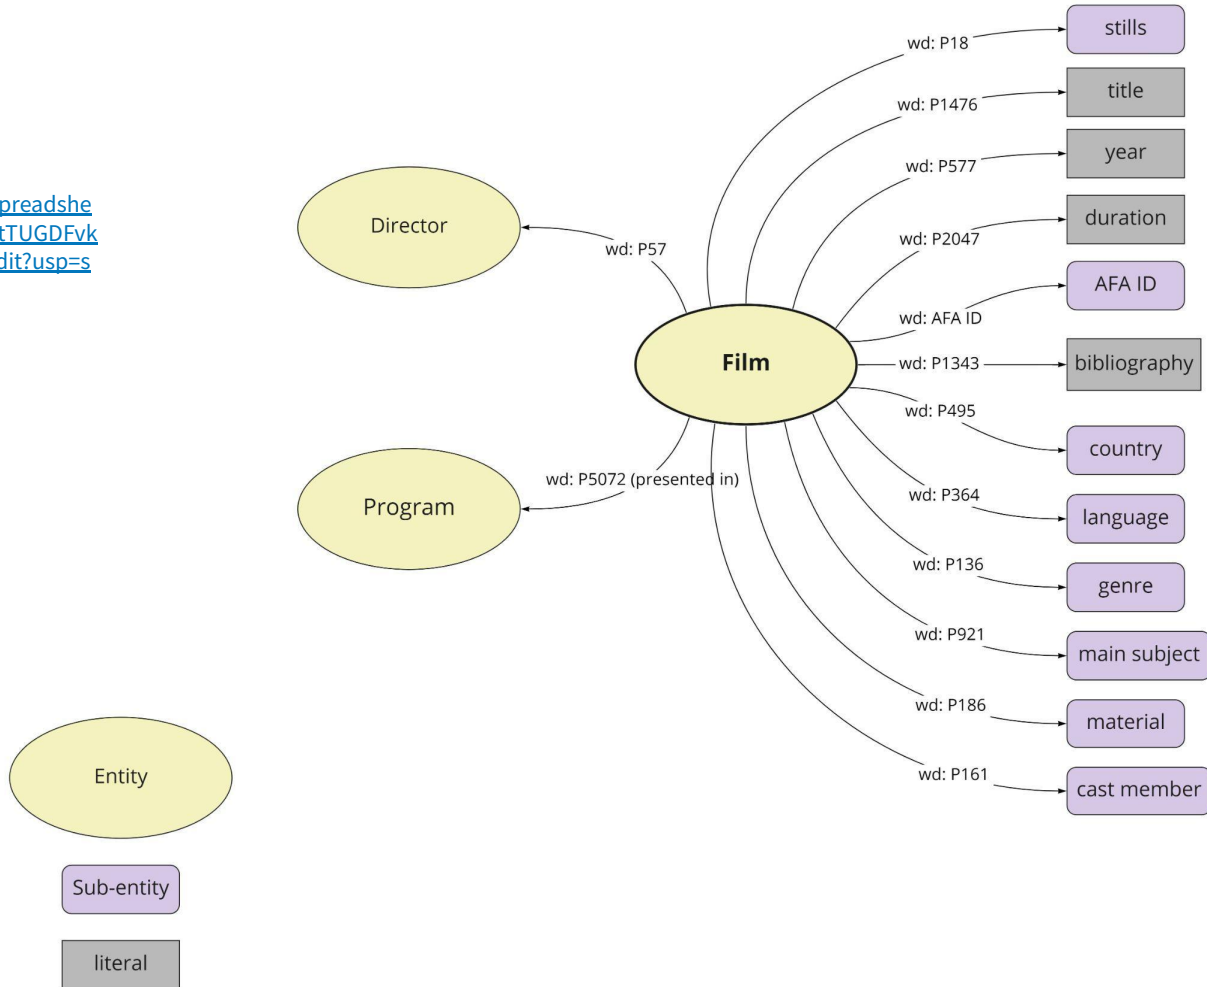 preadshe
tTUGDFvk
dit?usp=s
wd: P18
stills
wd: P1476
title
wd: P577
year
wd: P2047
duration
wd: AFA ID
AFA ID
wd: P1343
bibliography
wd: P495
country
wd: P364
language
wd: P136
genre
wd: P921
main subject
wd: P186
material
wd: P161
cast member
Director
wd: P57
Film
Program
wd: P5072 (presented in)
Entity
Sub-entity
literal